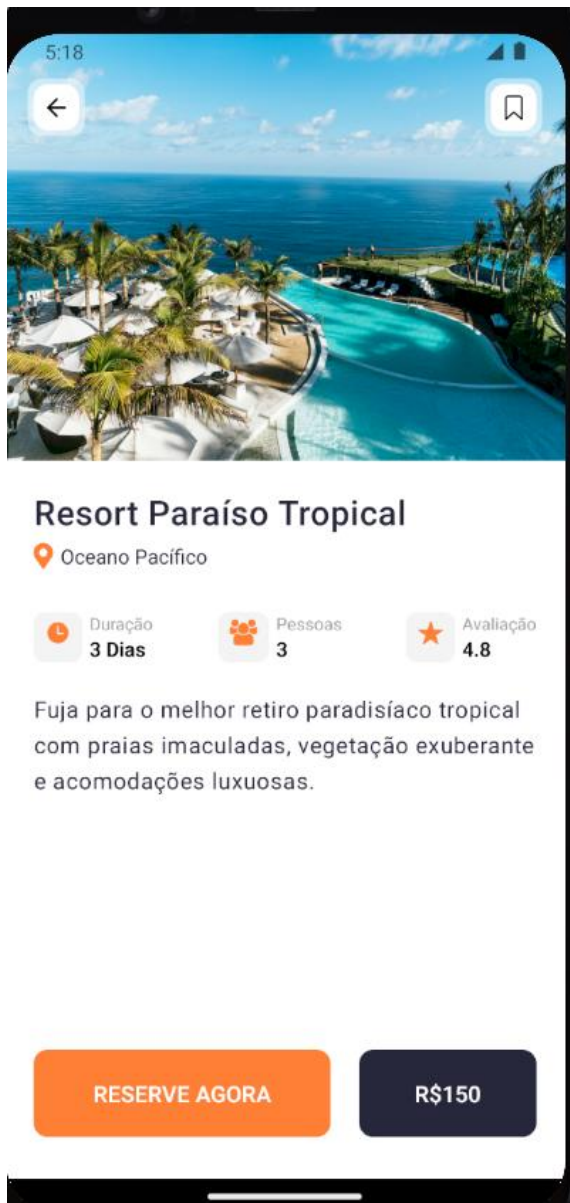 5:18
Resort Paraíso Tropical
Oceano Pacífico
Duração
3 Dias
Pessoas
3
Avaliação
4.8
Fuja para o melhor retiro paradisíaco tropical
com praias imaculadas, vegetação exuberante
e acomodações luxuosas.
RESERVE AGORA
R$150